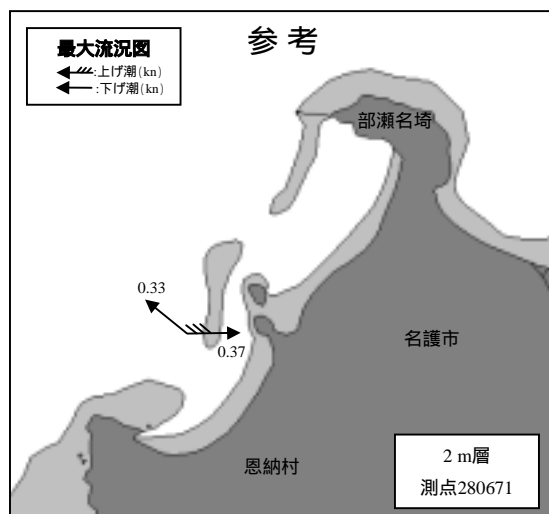 参考
最大流況図
:上げ潮(kn)
:下げ潮(kn)
部瀬名埼
0.33
0.37
名護市
恩納村
2 m層
測点280671